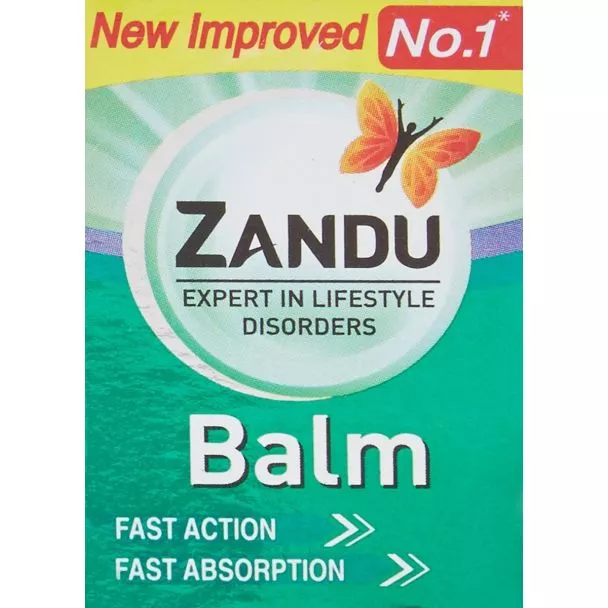 New Improved No.1*
ZANDU
EXPERT IN LIFESTYLE
DISORDERS
Balm
FAST ACTION
FAST ABSORPTION